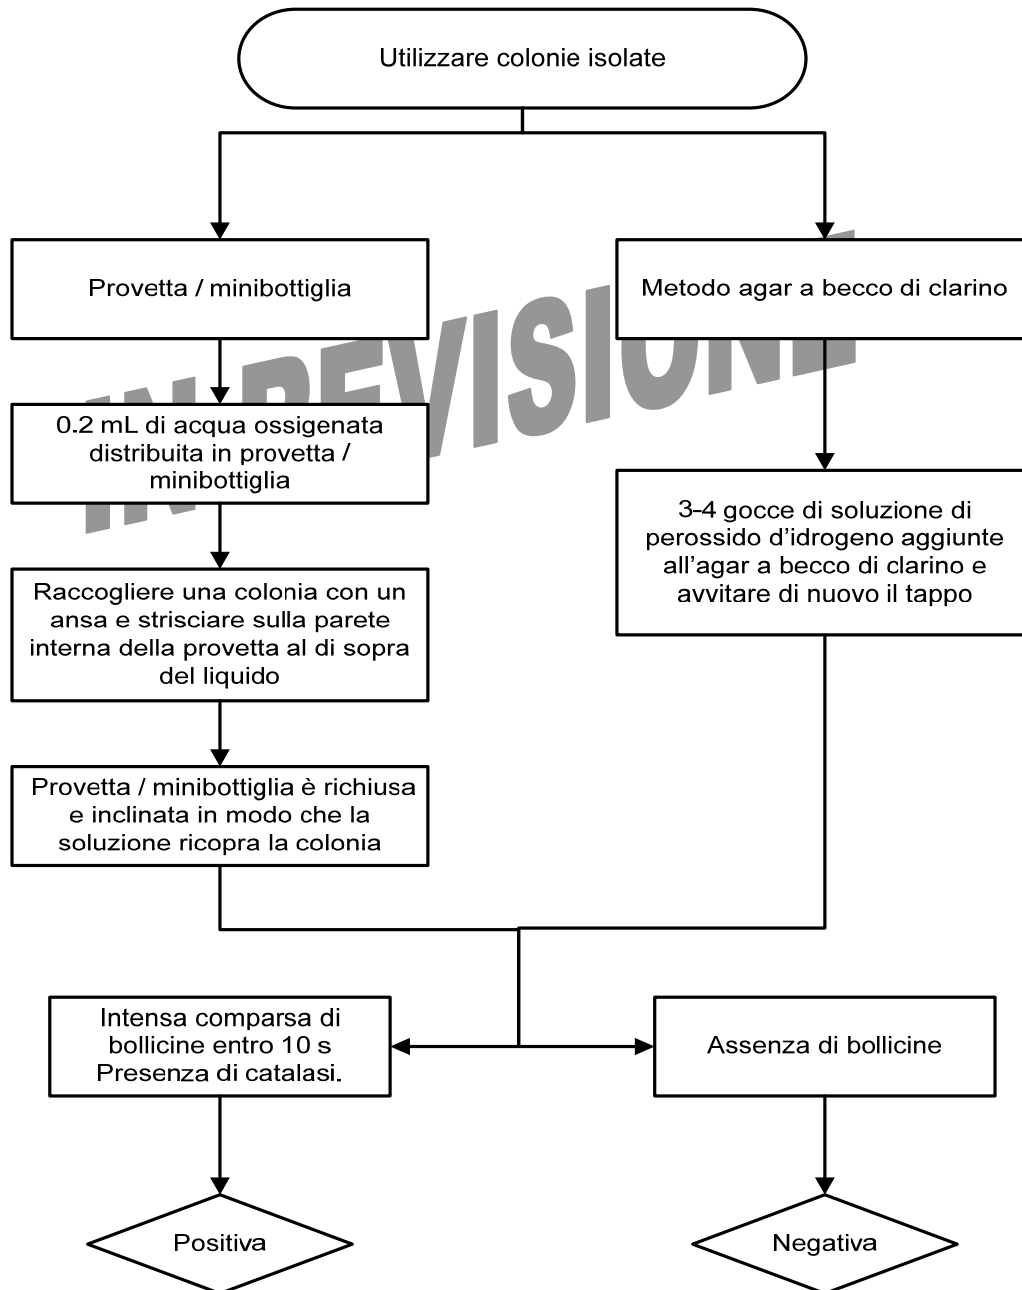 Utilizzare colonie isolate
Provetta / minibottiglia
Metodo agar a becco di clarino
IN REVISIONE
0.2 mL di acqua ossigenata
distribuita in provetta /
minibottiglia
3-4 gocce di soluzione di
perossido d'idrogeno aggiunte
all'agar a becco di clarino e
avvitare di nuovo il tappo
Raccogliere una colonia con un
ansa e strisciare sulla parete
interna della provetta al di sopra
del liquido
Provetta / minibottiglia è richiusa
e inclinata in modo che la
soluzione ricopra la colonia
Intensa comparsa di
bollicine entro 10 s
Presenza di catalasi.
Assenza di bollicine
Positiva
Negativa